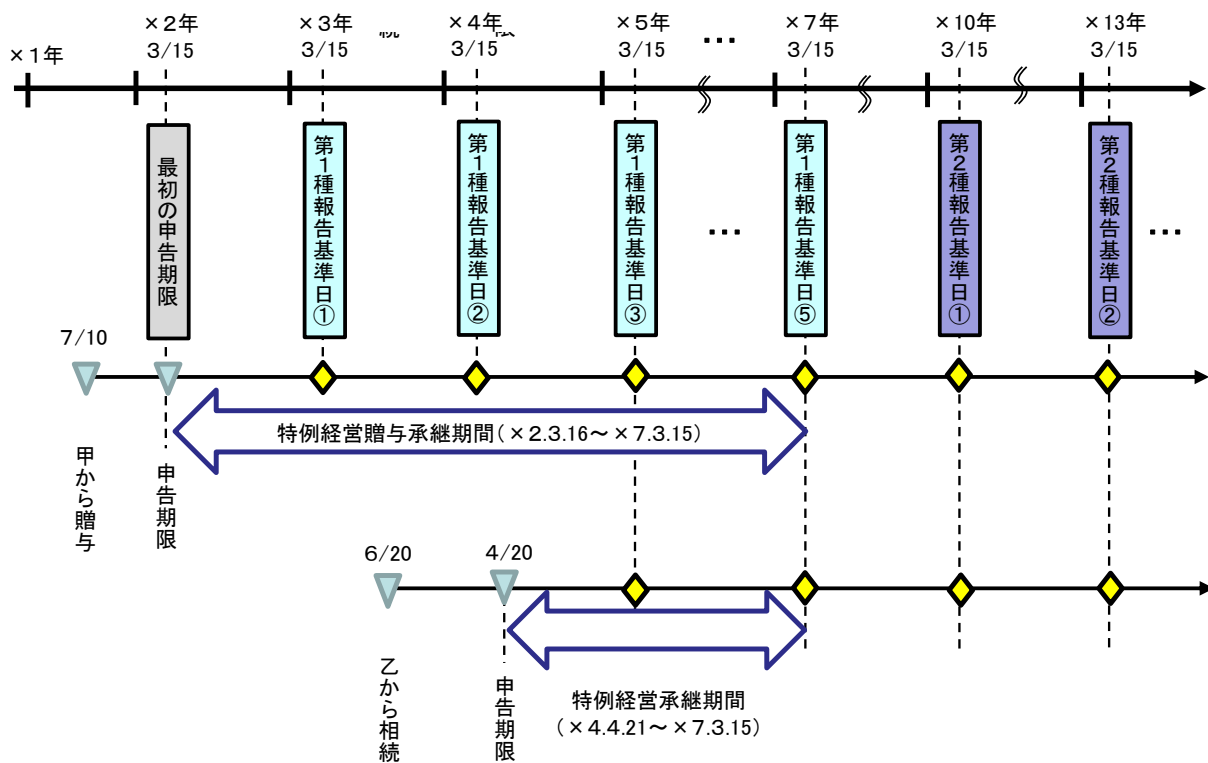 ×1年
×2年
3/15
×3年
3/15
×4年
3/15
×5年
3/15
…
×7年
3/15
×10年
3/15
×13年
3/15
最初の申告期限
第1種報告基準日①
第1種報告基準日②
第1種報告基準日③
…
第1種報告基準日⑤
第2種報告基準日①
第2種報告基準日②
…
7/10
特例経営贈与承継期間(×2.3.16~×7.3.15)
甲から贈与
申告期限
6/20
4/20
乙から相続
申告期限
特例経営承継期間
(×4.4.21~×7.3.15)